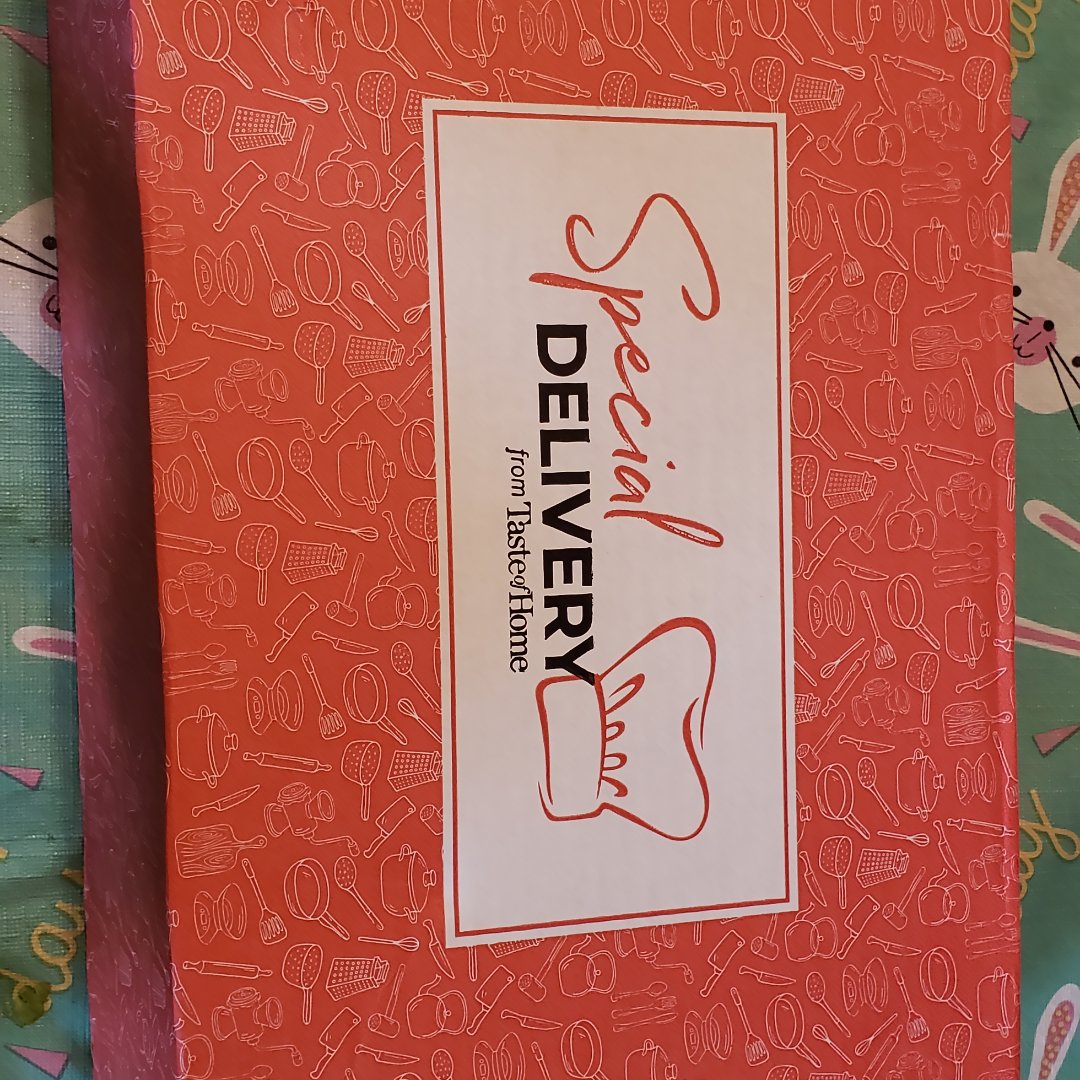 Special
DELIVERY
from Taste of Home